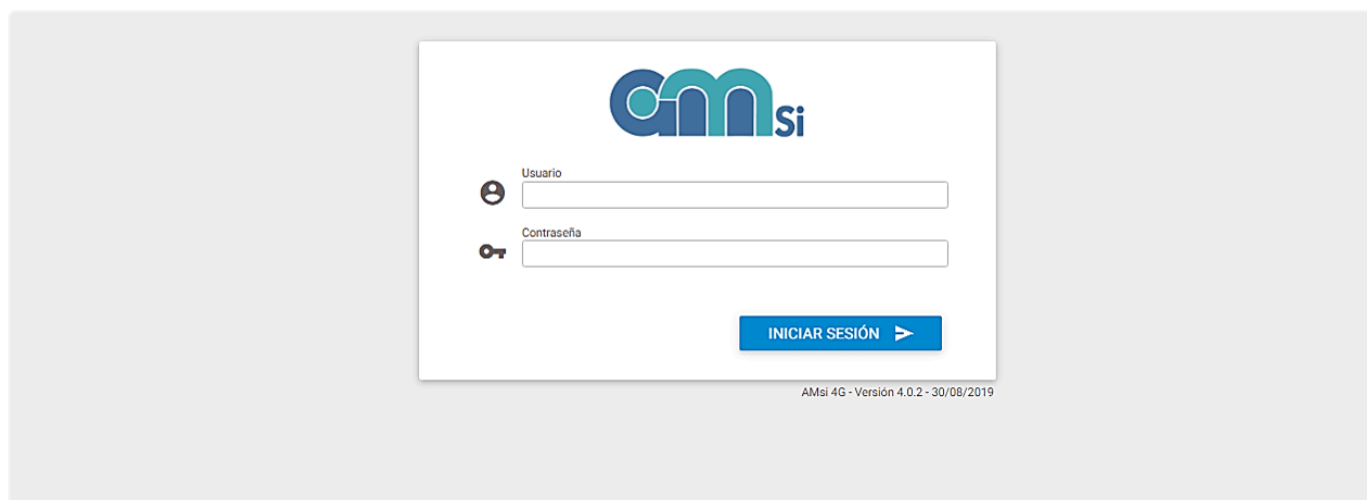 aMSi
Usuario
Contraseña
INICIAR SESIÓN
AMsi 4G - Versión 4.0.2 - 30/08/2019